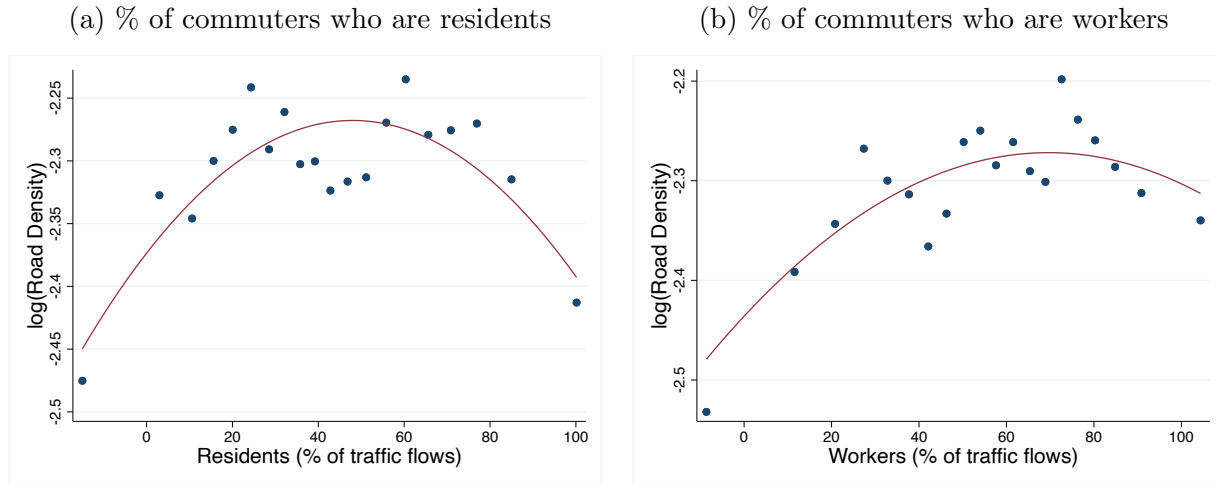 (a) % of commuters who are residents
log(Road Density)
-2.25
-2.3
-2.35
-2.4
-2.45
-2.5
0 20 40 60 80 100
Residents (% of traffic flows)
(b) % of commuters who are workers
log(Road Density)
-2.2
-2.3
-2.4
-2.5
0 20 40 60 80 100
Workers (% of traffic flows)